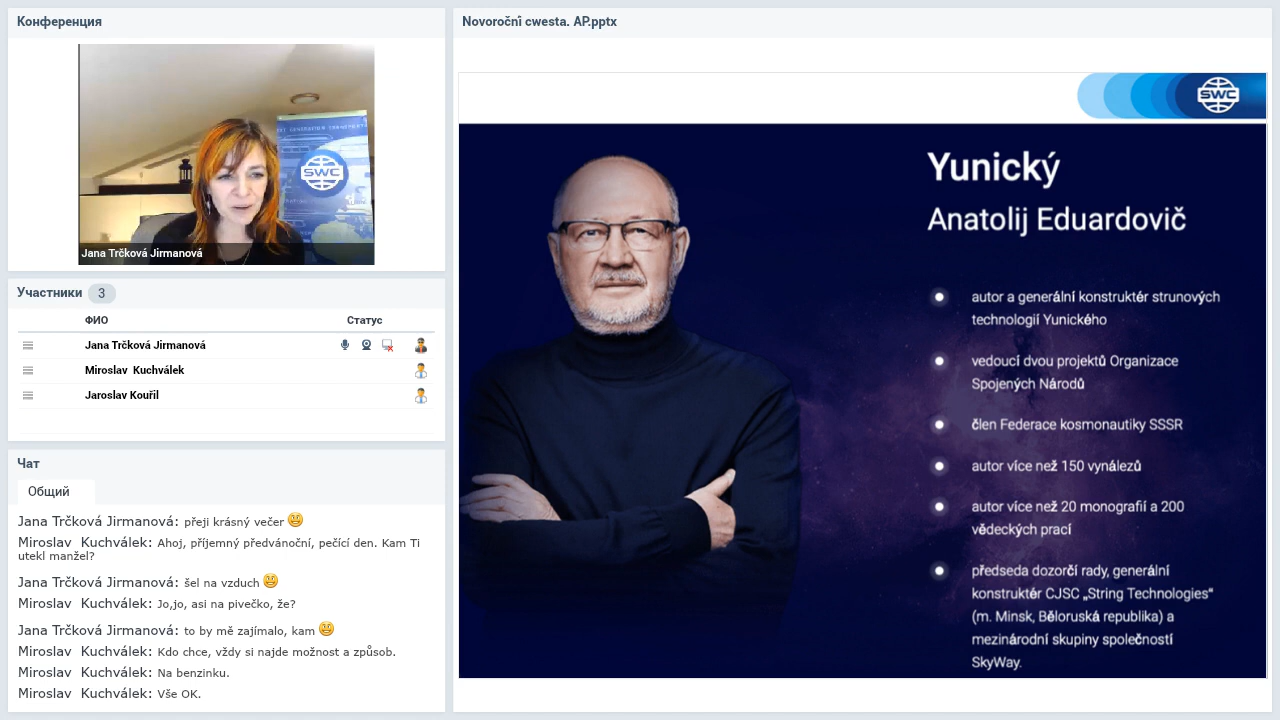 Конференция
SWC
Jana Trčková Jirmanová
Участники 3
ФИО Статус
Jana Trčková Jirmanová
Miroslav Kuchválek
Jaroslav Kouřil
Чат
Общий
Jana Trčková Jirmanová: přeji krásný večer
Miroslav Kuchválek: Ahoj, příjemný předvánoční, pečící den. Kam Ti
utekl manžel?
Jana Trčková Jirmanová: šel na vzduch
Miroslav Kuchválek: Jo,jo, asi na pivečko, že?
Jana Trčková Jirmanová: to by mě zajímalo, kam
Miroslav Kuchválek: Kdo chce, vždy si najde možnost a způsob.
Miroslav Kuchválek: Na benzinku.
Miroslav Kuchválek: Vše OK.
Novoroční cwesta. AP.pptx
SWC
Yunický
Anatolij Eduardovič
autor a generální konstruktér strunových
technologií Yunického
vedoucí dvou projektů Organizace
Spojených Národů
člen Federace kosmonautiky SSSR
autor více než 150 vynálezů
autor více než 20 monografií a 200
vědeckých prací
předseda dozorčí rady, generální
konstruktér CJSC „String Technologies“
(m. Minsk, Běloruská republika) a
mezinárodní skupiny společností
SkyWay.